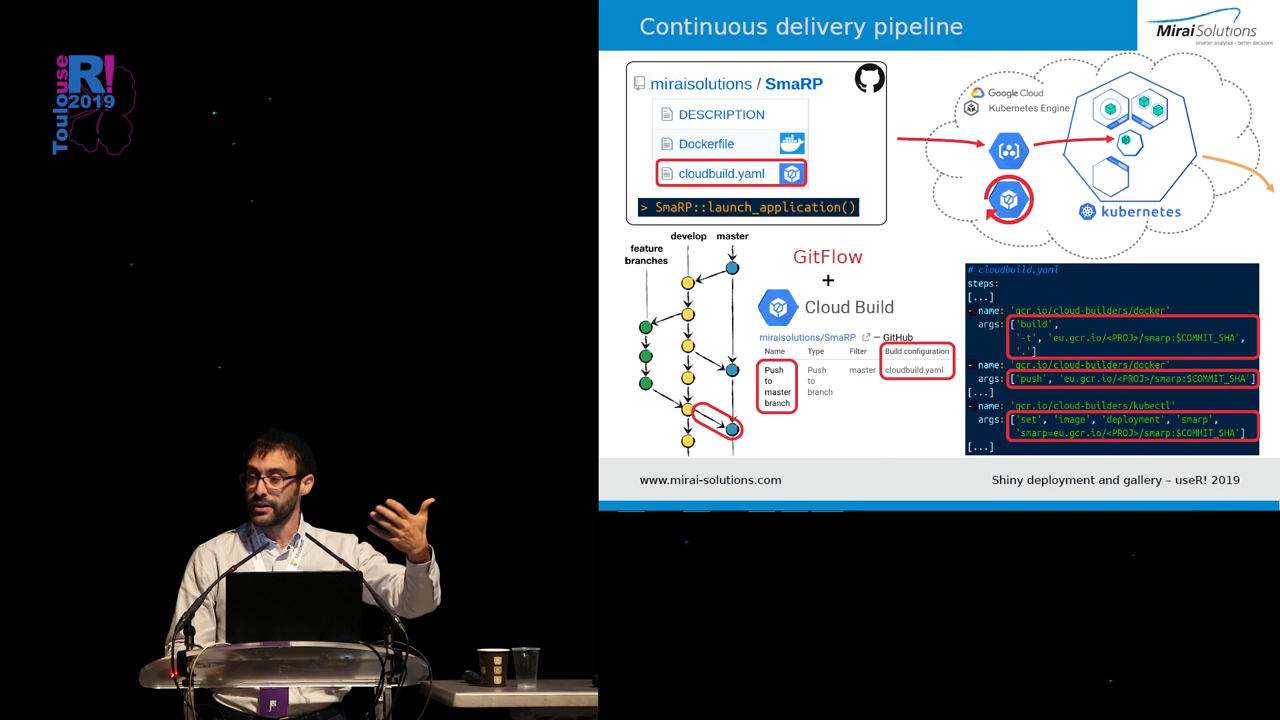 Toulouse
R!
2019
Continuous delivery pipeline
MiraiSolutions
smarter analytics - better decisions
miraisolutions / SmaRP
DESCRIPTION
Dockerfile
cloudbuild.yaml
> SmaRP::launch_application()
Google Cloud
Kubernetes Engine
kubernetes
feature
branches
develop
master
GitFlow
+
Cloud Build
miraisolutions/SmaRP — GitHub
Name Type Filter Build configuration
Push Push master cloudbuild.yaml
to to
master branch
branch
# cloudbuild.yaml
steps:
[...]
- name: 'gcr.io/cloud-builders/docker'
args: ['build',
'-t', 'eu.gcr.io/<PROJ>/smarp:$COMMIT_SHA',
'.']
- name: 'gcr.io/cloud-builders/docker'
args: ['push', 'eu.gcr.io/<PROJ>/smarp:$COMMIT_SHA']
[...]
- name: 'gcr.io/cloud-builders/kubectl'
args: ['set', 'image', 'deployment', 'smarp',
'smarp=eu.gcr.io/<PROJ>/smarp:$COMMIT_SHA']
[...]
www.mirai-solutions.com
Shiny deployment and gallery – useR! 2019